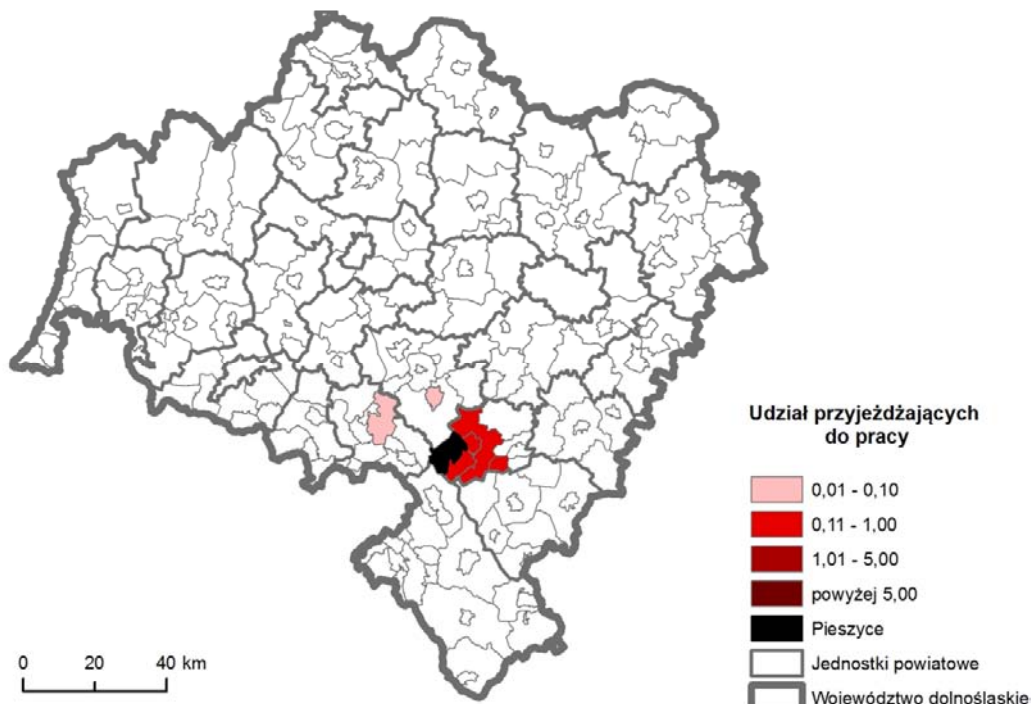 Udział przyjeżdżających
do pracy
0,01 - 0,10
0,11 - 1,00
1,01 - 5,00
powyżej 5,00
Pieszyce
Jednostki powiatowe
Województwo dolnośląskie
0 20 40 km